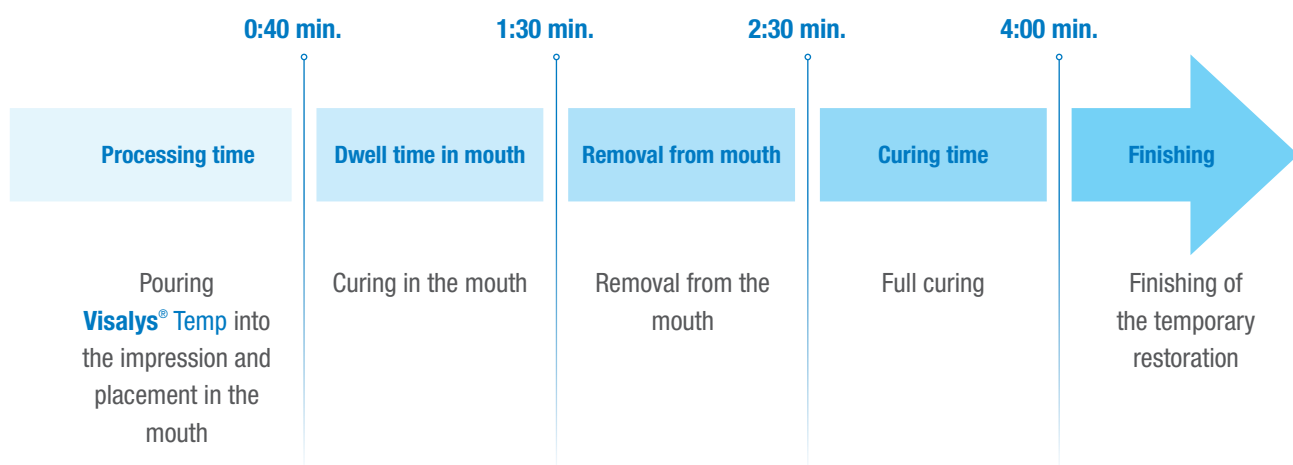 0:40 min.
1:30 min.
2:30 min.
4:00 min.
Processing time
Dwell time in mouth
Removal from mouth
Curing time
Finishing
Pouring
Visalys® Temp into
the impression and
placement in the
mouth
Curing in the mouth
Removal from the
mouth
Full curing
Finishing of
the temporary
restoration